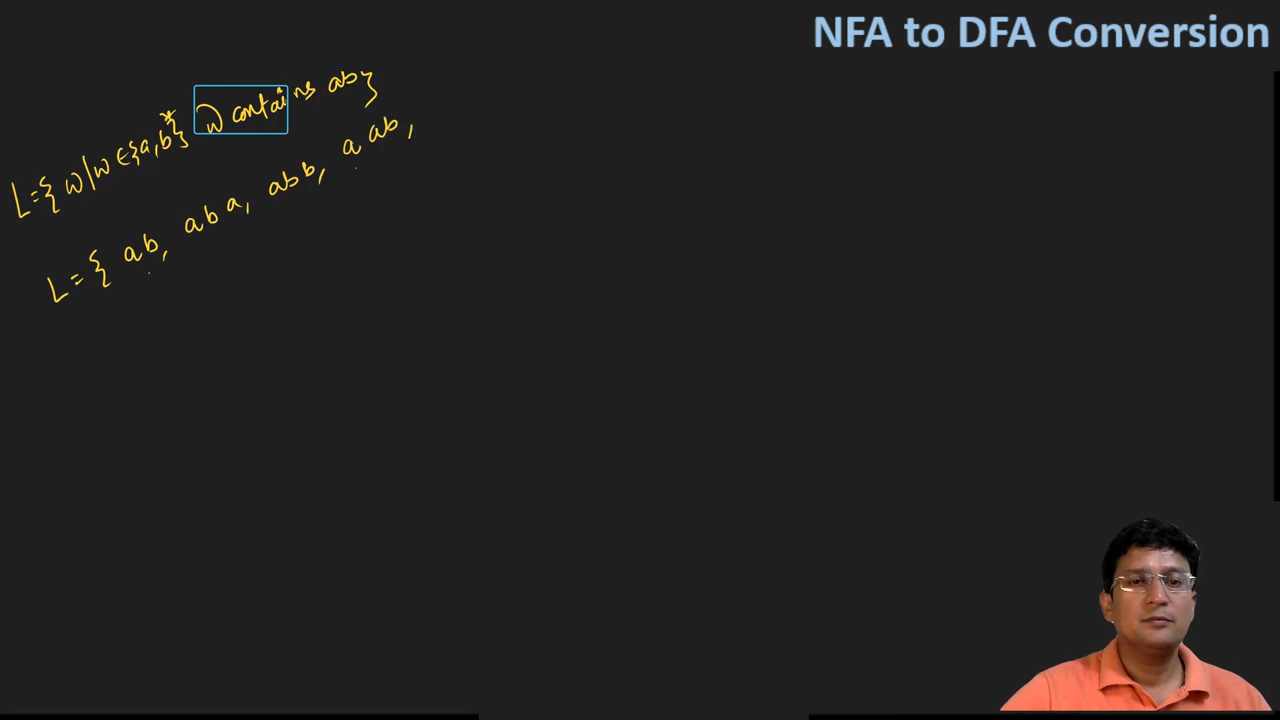 NFA to DFA Conversion
L={ w | w ∈ {a,b}* , w contains ab}
L={ ab, aba, abb, aab,